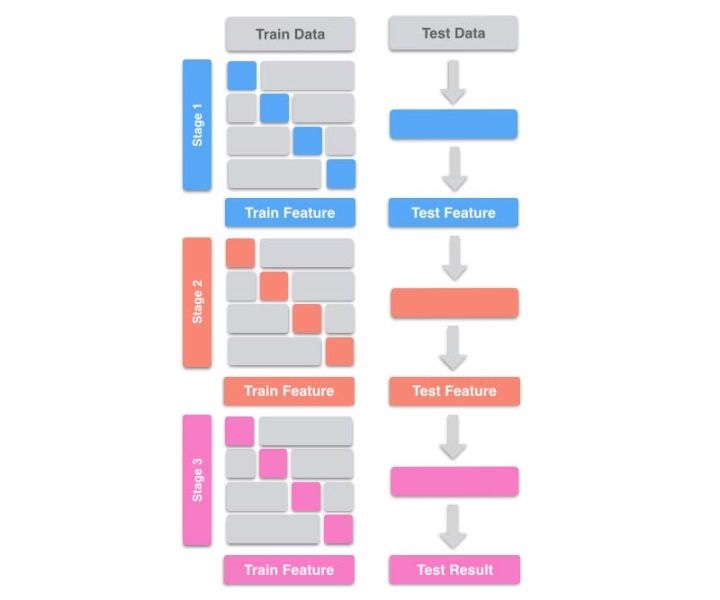 Train Data
Test Data
Stage 1
Train Feature
Test Feature
Stage 2
Train Feature
Test Feature
Stage 3
Train Feature
Test Result